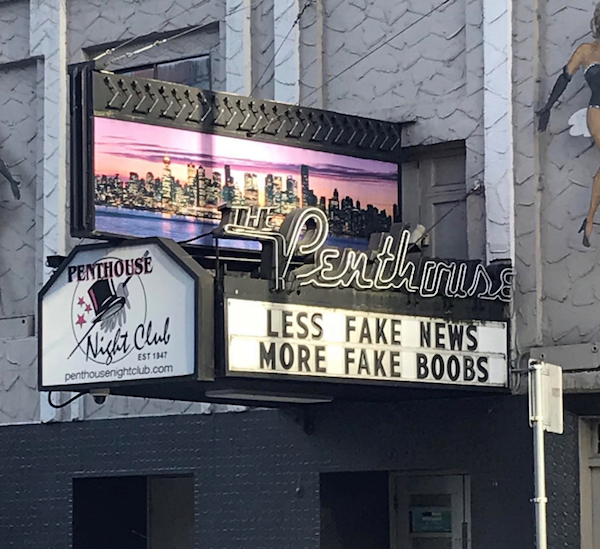 THE
Penthouse
PENTHOUSE
Night Club
EST 1947
penthousenightclub.com
LESS FAKE NEWS
MORE FAKE BOOBS